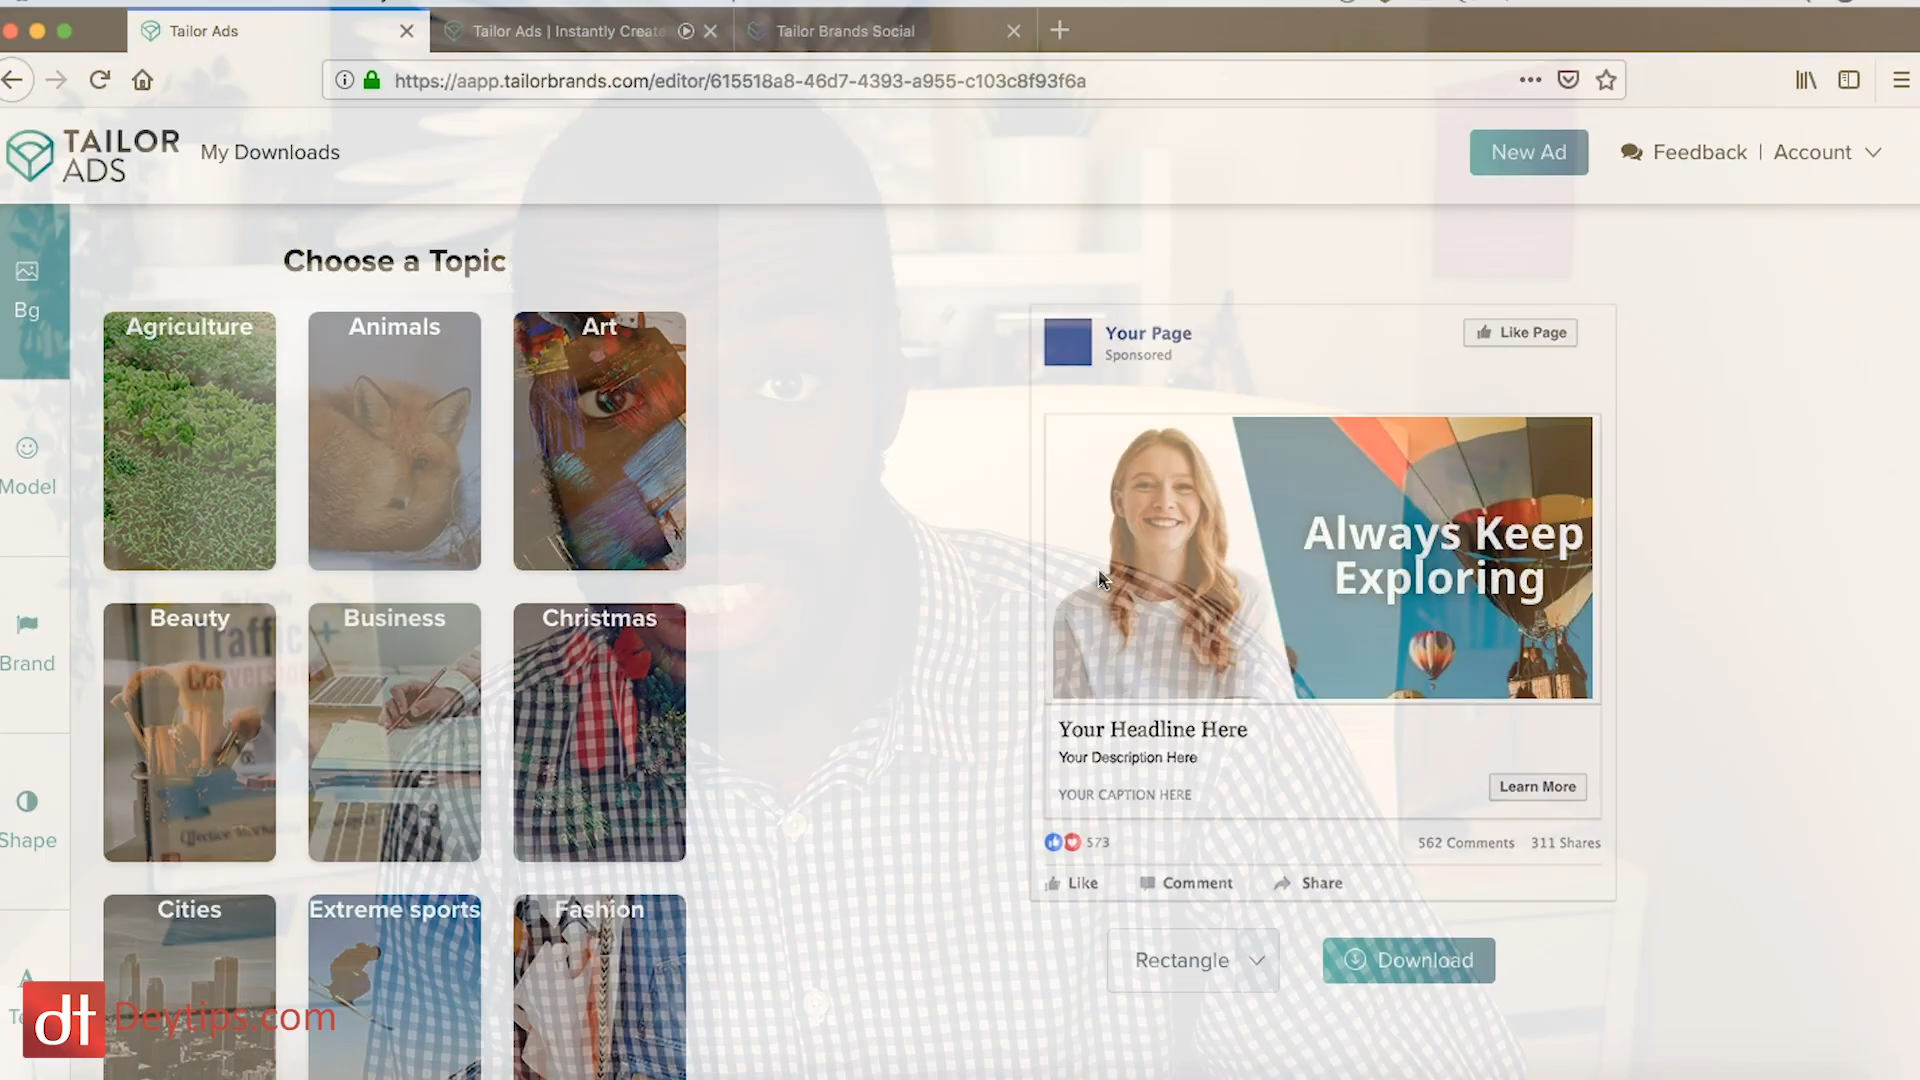 Tailor Ads
Tailor Ads | Instantly Create
Tailor Brands Social
https://aapp.tailorbrands.com/editor/615518a8-46d7-4393-a955-c103c8f93f6a
TAILOR
ADS
My Downloads
New Ad
Feedback | Account
Bg
Model
Brand
Shape
Choose a Topic
Agriculture
Animals
Art
Beauty
Business
Christmas
Cities
Extreme sports
Fashion
Traffic +
Your Page
Sponsored
Like Page
Always Keep
Exploring
Your Headline Here
Your Description Here
YOUR CAPTION HERE
Learn More
573
562 Comments 311 Shares
Like
Comment
Share
Rectangle
Download
dt Deytips.com